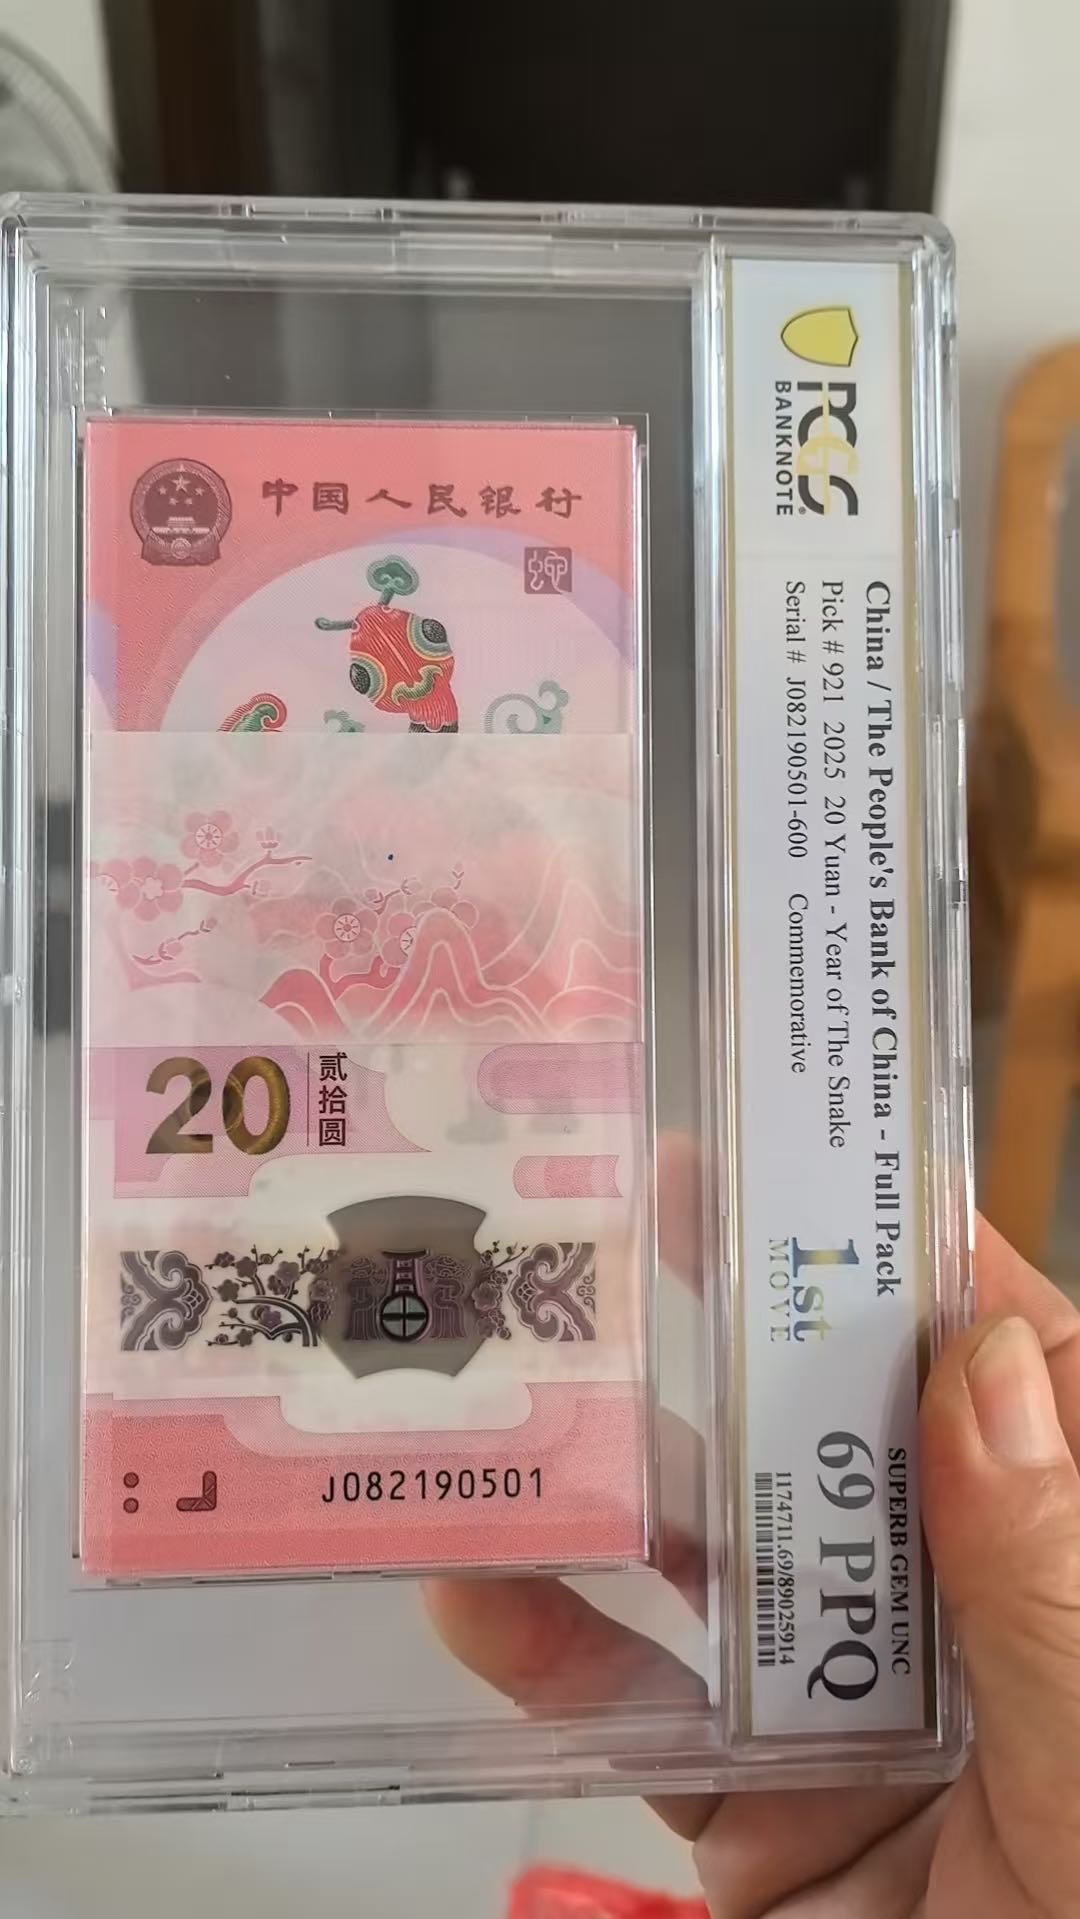 中国人民银行
蛇
20
贰拾圆
J082190501
PCGS
BANKNOTE
China / The People's Bank of China - Full Pack
Pick # 921 2025 20 Yuan - Year of The Snake
Serial # J082190501-600 Commemorative
1st
MOVE
SUPERB GEM UNC
69 PPQ
1174711.69/89025914